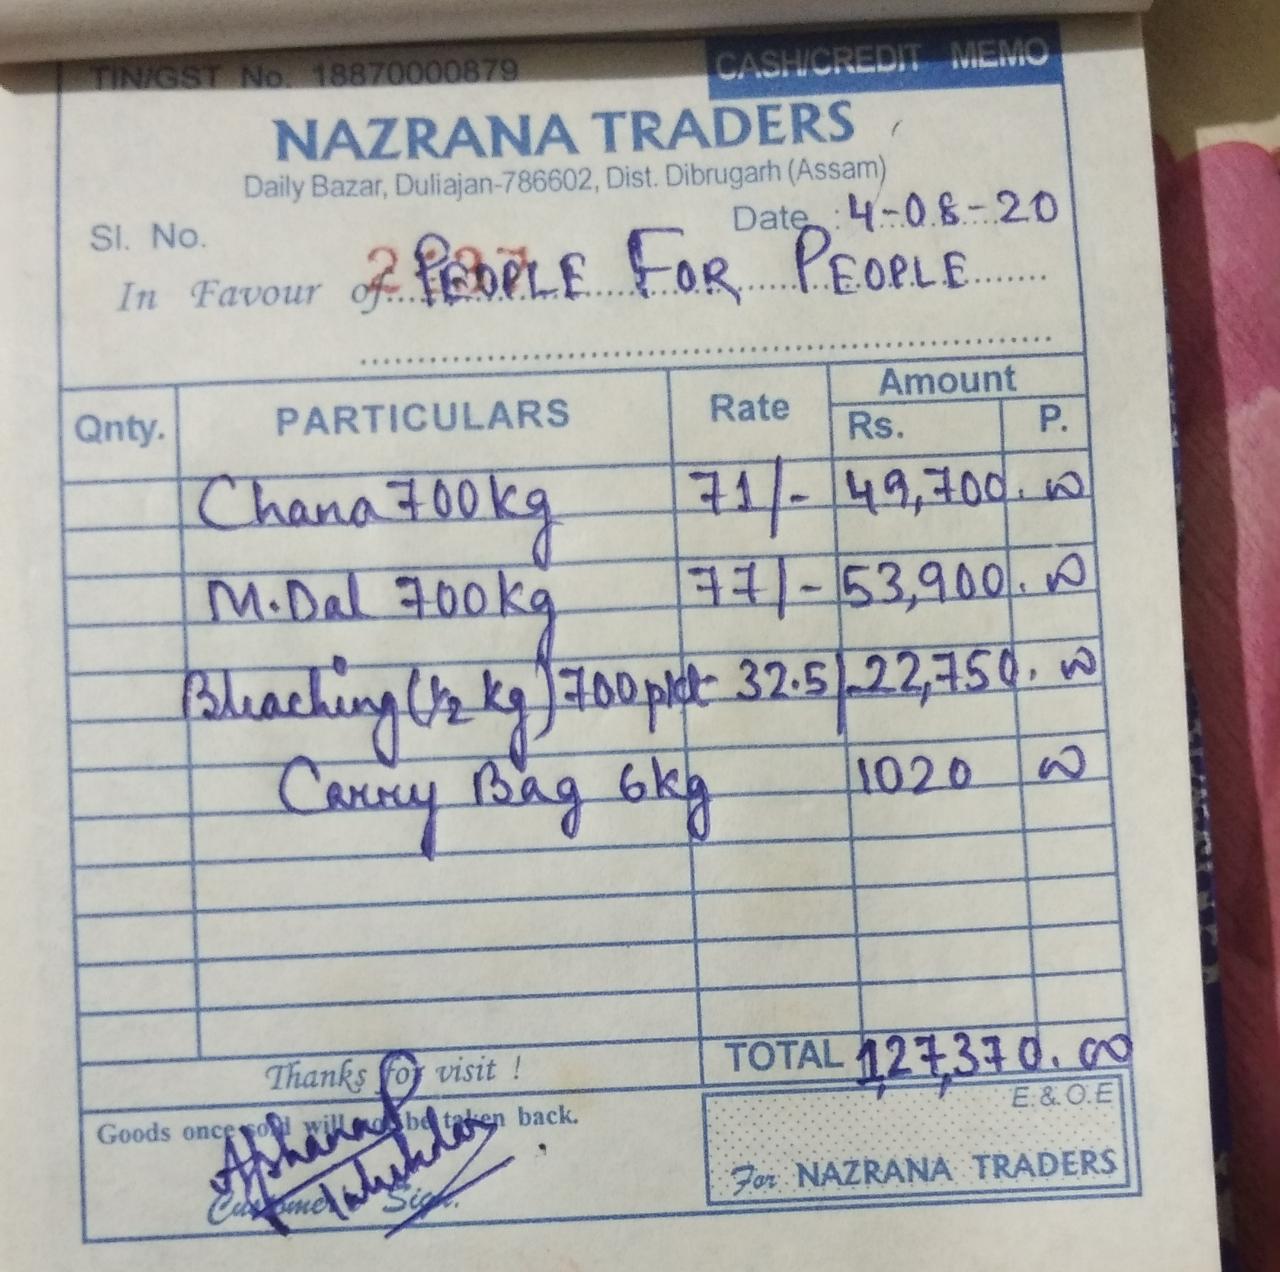 TIN/GST No. 18870000879
CASH/CREDIT MEMO
NAZRANA TRADERS
Daily Bazar, Duliajan-786602, Dist. Dibrugarh (Assam)
Sl. No.
Date : 4-08-20
In Favour of PEOPLE FOR PEOPLE
Qnty. PARTICULARS Rate Amount
Rs. P.
Chana 700kg 71/- 49,700.00
M.Dal 700kg 77/- 53,900.00
Bleaching (1/2 kg) 700 pkt 32.5/ 22,750.00
Carry Bag 6kg 1020 00
TOTAL 1,27,370.00
Thanks for visit !
E.&.O.E
Goods once sold will not be taken back.
For NAZRANA TRADERS
Customer Sign.